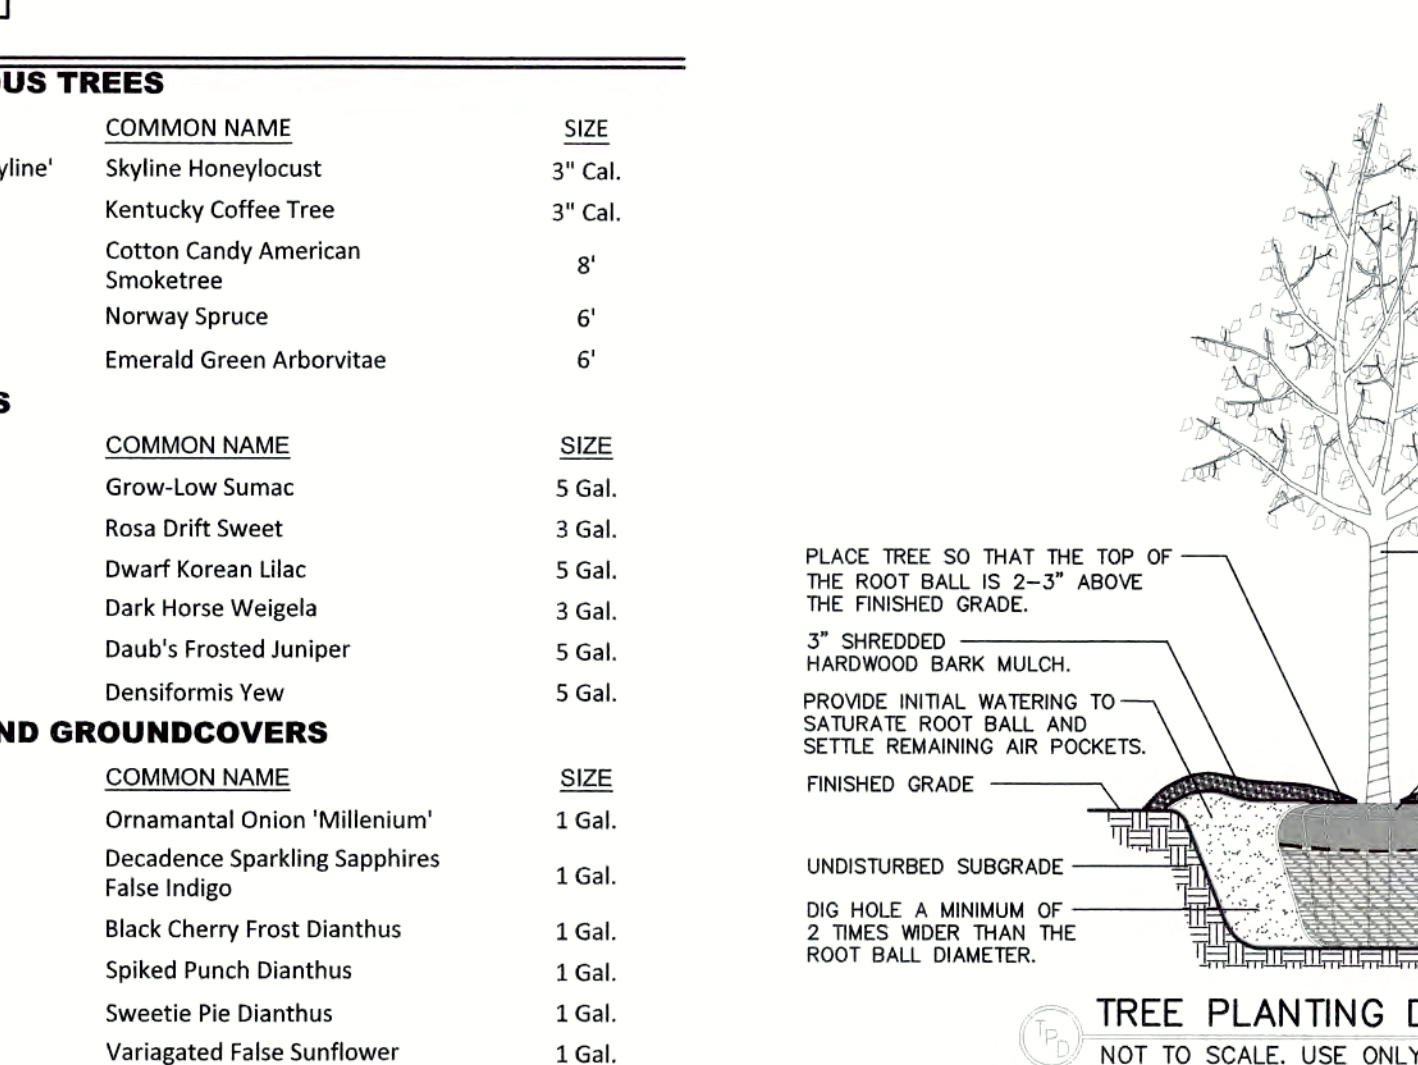 OUS TREES
COMMON NAME SIZE
yline' Skyline Honeylocust 3" Cal.
Kentucky Coffee Tree 3" Cal.
Cotton Candy American
Smoketree 8'
Norway Spruce 6'
Emerald Green Arborvitae 6'
S
COMMON NAME SIZE
Grow-Low Sumac 5 Gal.
Rosa Drift Sweet 3 Gal.
Dwarf Korean Lilac 5 Gal.
Dark Horse Weigela 3 Gal.
Daub's Frosted Juniper 5 Gal.
Densiformis Yew 5 Gal.
ND GROUNDCOVERS
COMMON NAME SIZE
Ornamantal Onion 'Millenium' 1 Gal.
Decadence Sparkling Sapphires
False Indigo 1 Gal.
Black Cherry Frost Dianthus 1 Gal.
Spiked Punch Dianthus 1 Gal.
Sweetie Pie Dianthus 1 Gal.
Variagated False Sunflower 1 Gal.
PLACE TREE SO THAT THE TOP OF
THE ROOT BALL IS 2–3" ABOVE
THE FINISHED GRADE.
3" SHREDDED
HARDWOOD BARK MULCH.
PROVIDE INITIAL WATERING TO
SATURATE ROOT BALL AND
SETTLE REMAINING AIR POCKETS.
FINISHED GRADE
UNDISTURBED SUBGRADE
DIG HOLE A MINIMUM OF
2 TIMES WIDER THAN THE
ROOT BALL DIAMETER.
TPD
TREE PLANTING D
NOT TO SCALE. USE ONLY